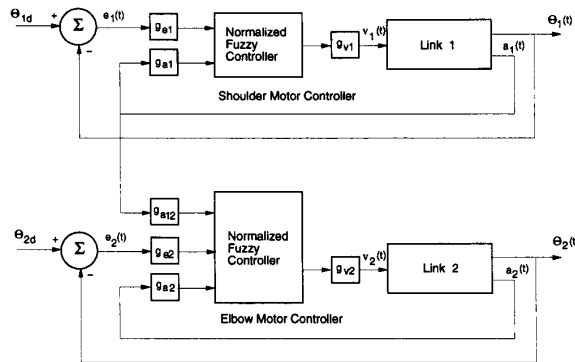 Θ1d
+
Σ
−
e1(t)
ge1
ga1
Normalized
Fuzzy
Controller
gv1
v1(t)
Link 1
Θ1(t)
a1(t)
Shoulder Motor Controller
Θ2d
+
Σ
−
e2(t)
ga12
ge2
ga2
Normalized
Fuzzy
Controller
gv2
v2(t)
Link 2
Θ2(t
a2(t)
Elbow Motor Controller